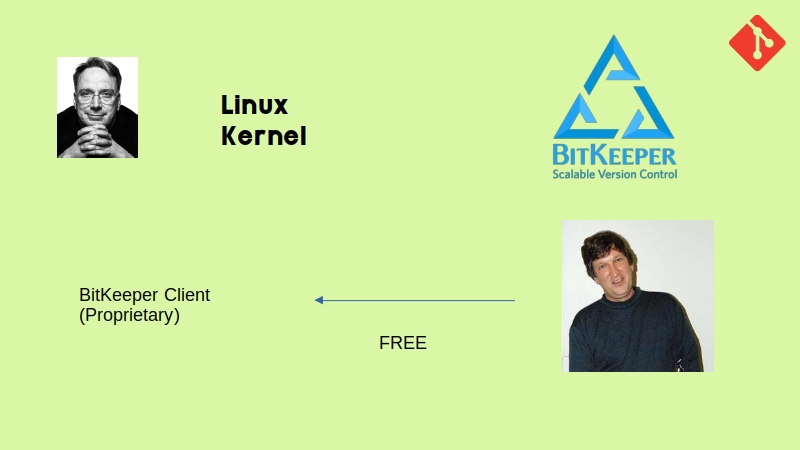 Linux
Kernel
BITKEEPER
Scalable Version Control
BitKeeper Client
(Proprietary)
FREE